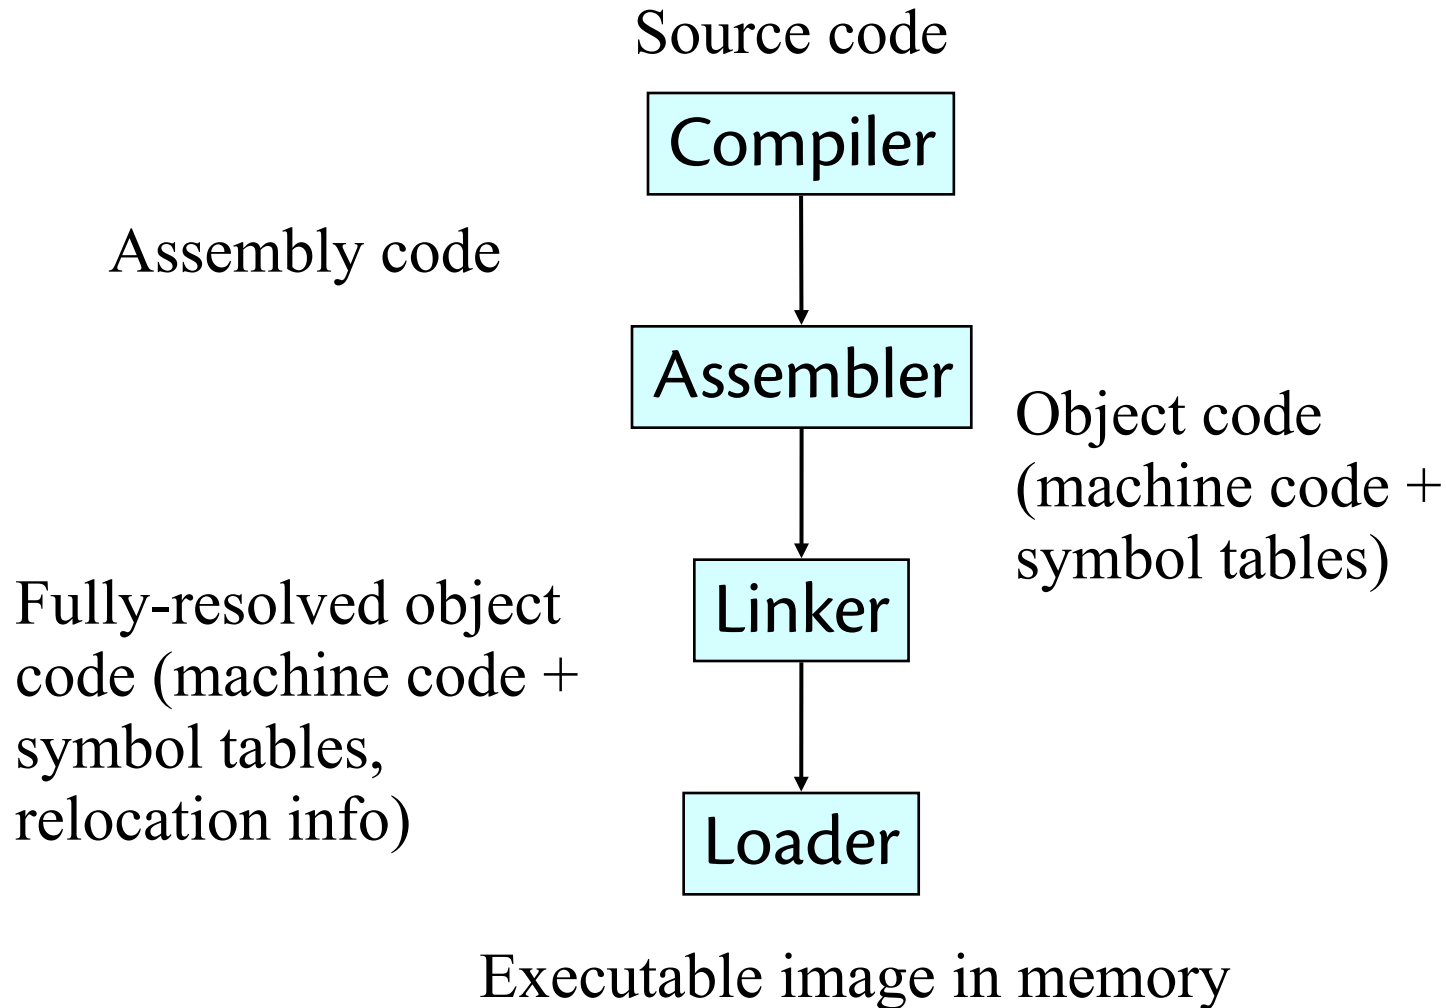 Source code
Compiler
Assembly code
Assembler
Object code
(machine code +
symbol tables)
Linker
Fully-resolved object
code (machine code +
symbol tables,
relocation info)
Loader
Executable image in memory